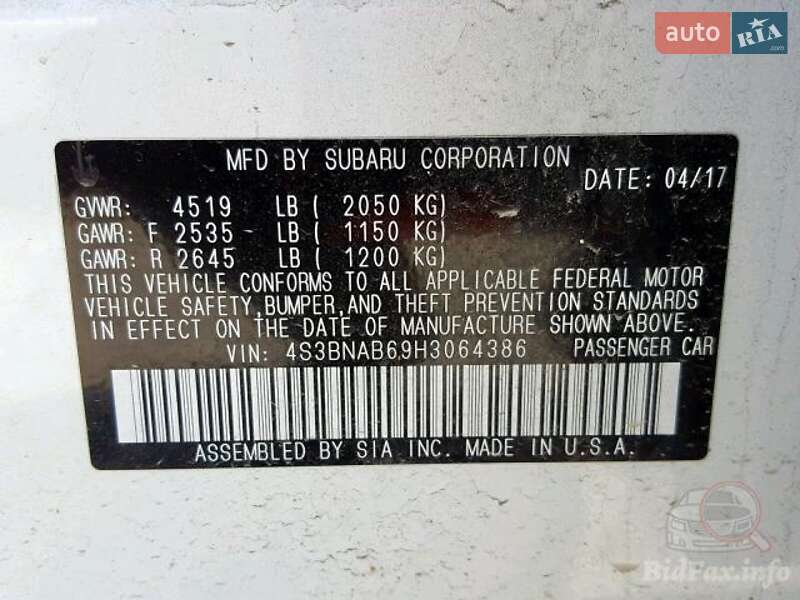 auto RIA
.com
MFD BY SUBARU CORPORATION
DATE: 04/17
GVWR: 4519 LB ( 2050 KG)
GAWR: F 2535 LB ( 1150 KG)
GAWR: R 2645 LB ( 1200 KG)
THIS VEHICLE CONFORMS TO ALL APPLICABLE FEDERAL MOTOR
VEHICLE SAFETY,BUMPER,AND THEFT PREVENTION STANDARDS
IN EFFECT ON THE DATE OF MANUFACTURE SHOWN ABOVE.
VIN: 4S3BNAB69H3064386 PASSENGER CAR
ASSEMBLED BY SIA INC. MADE IN U.S.A.
BidFax.info